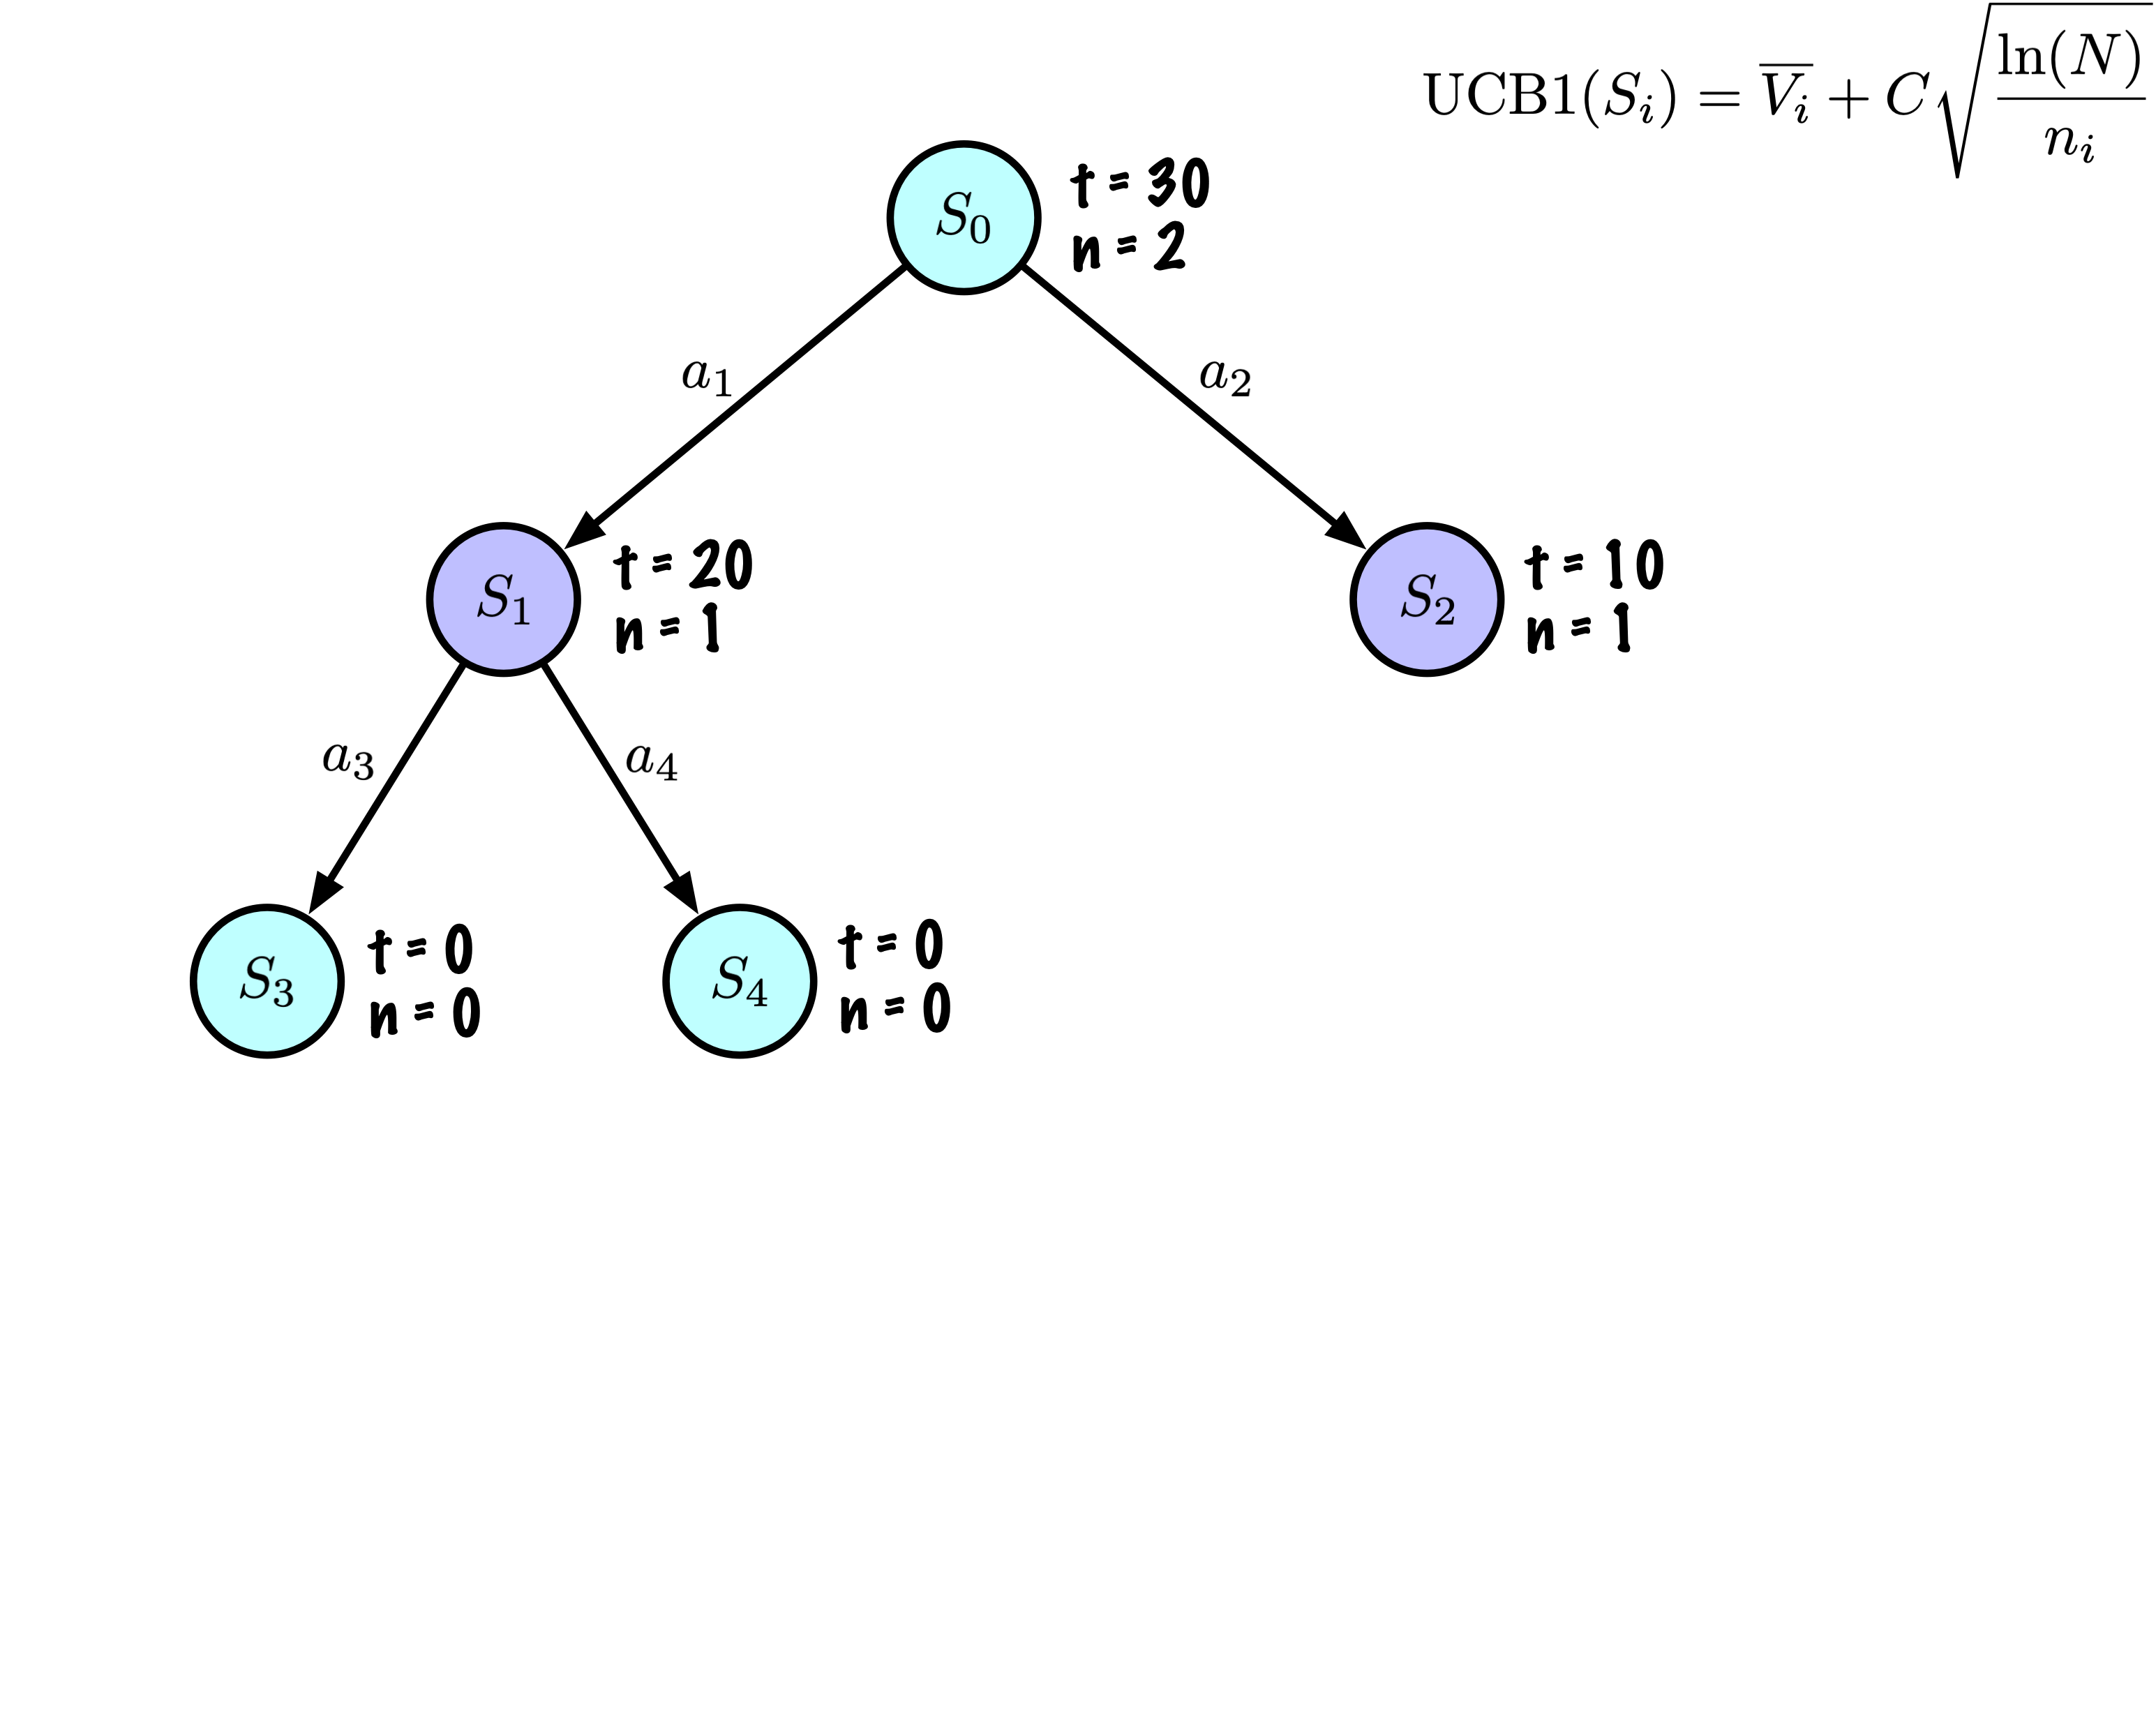 UCB1(S_i) = \overline{V_i} + C\sqrt{\frac{\ln(N)}{n_i}}
S_0
t = 30
n = 2
a_1
a_2
S_1
t = 20
n = 1
S_2
t = 10
n = 1
a_3
a_4
S_3
t = 0
n = 0
S_4
t = 0
n = 0